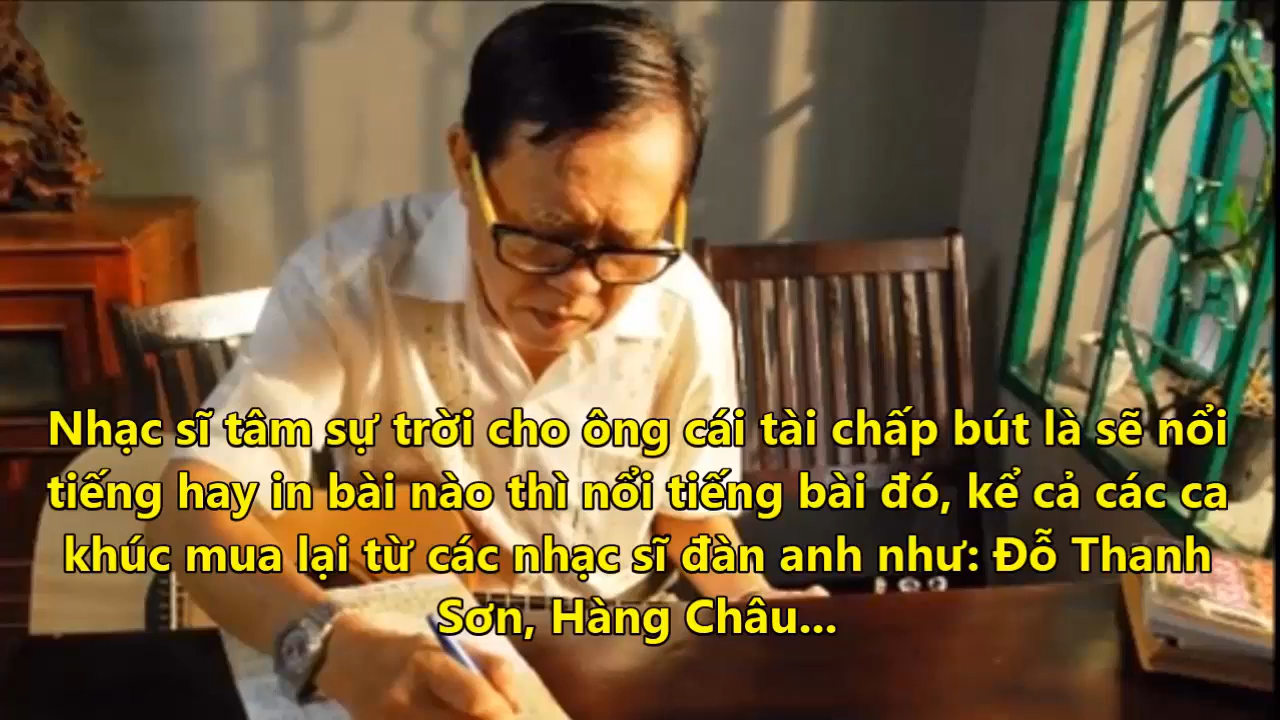 Nhạc sĩ tâm sự trời cho ông cái tài chấp bút là sẽ nổi
tiếng hay in bài nào thì nổi tiếng bài đó, kể cả các ca
khúc mua lại từ các nhạc sĩ đàn anh như: Đỗ Thanh
Sơn, Hàng Châu...